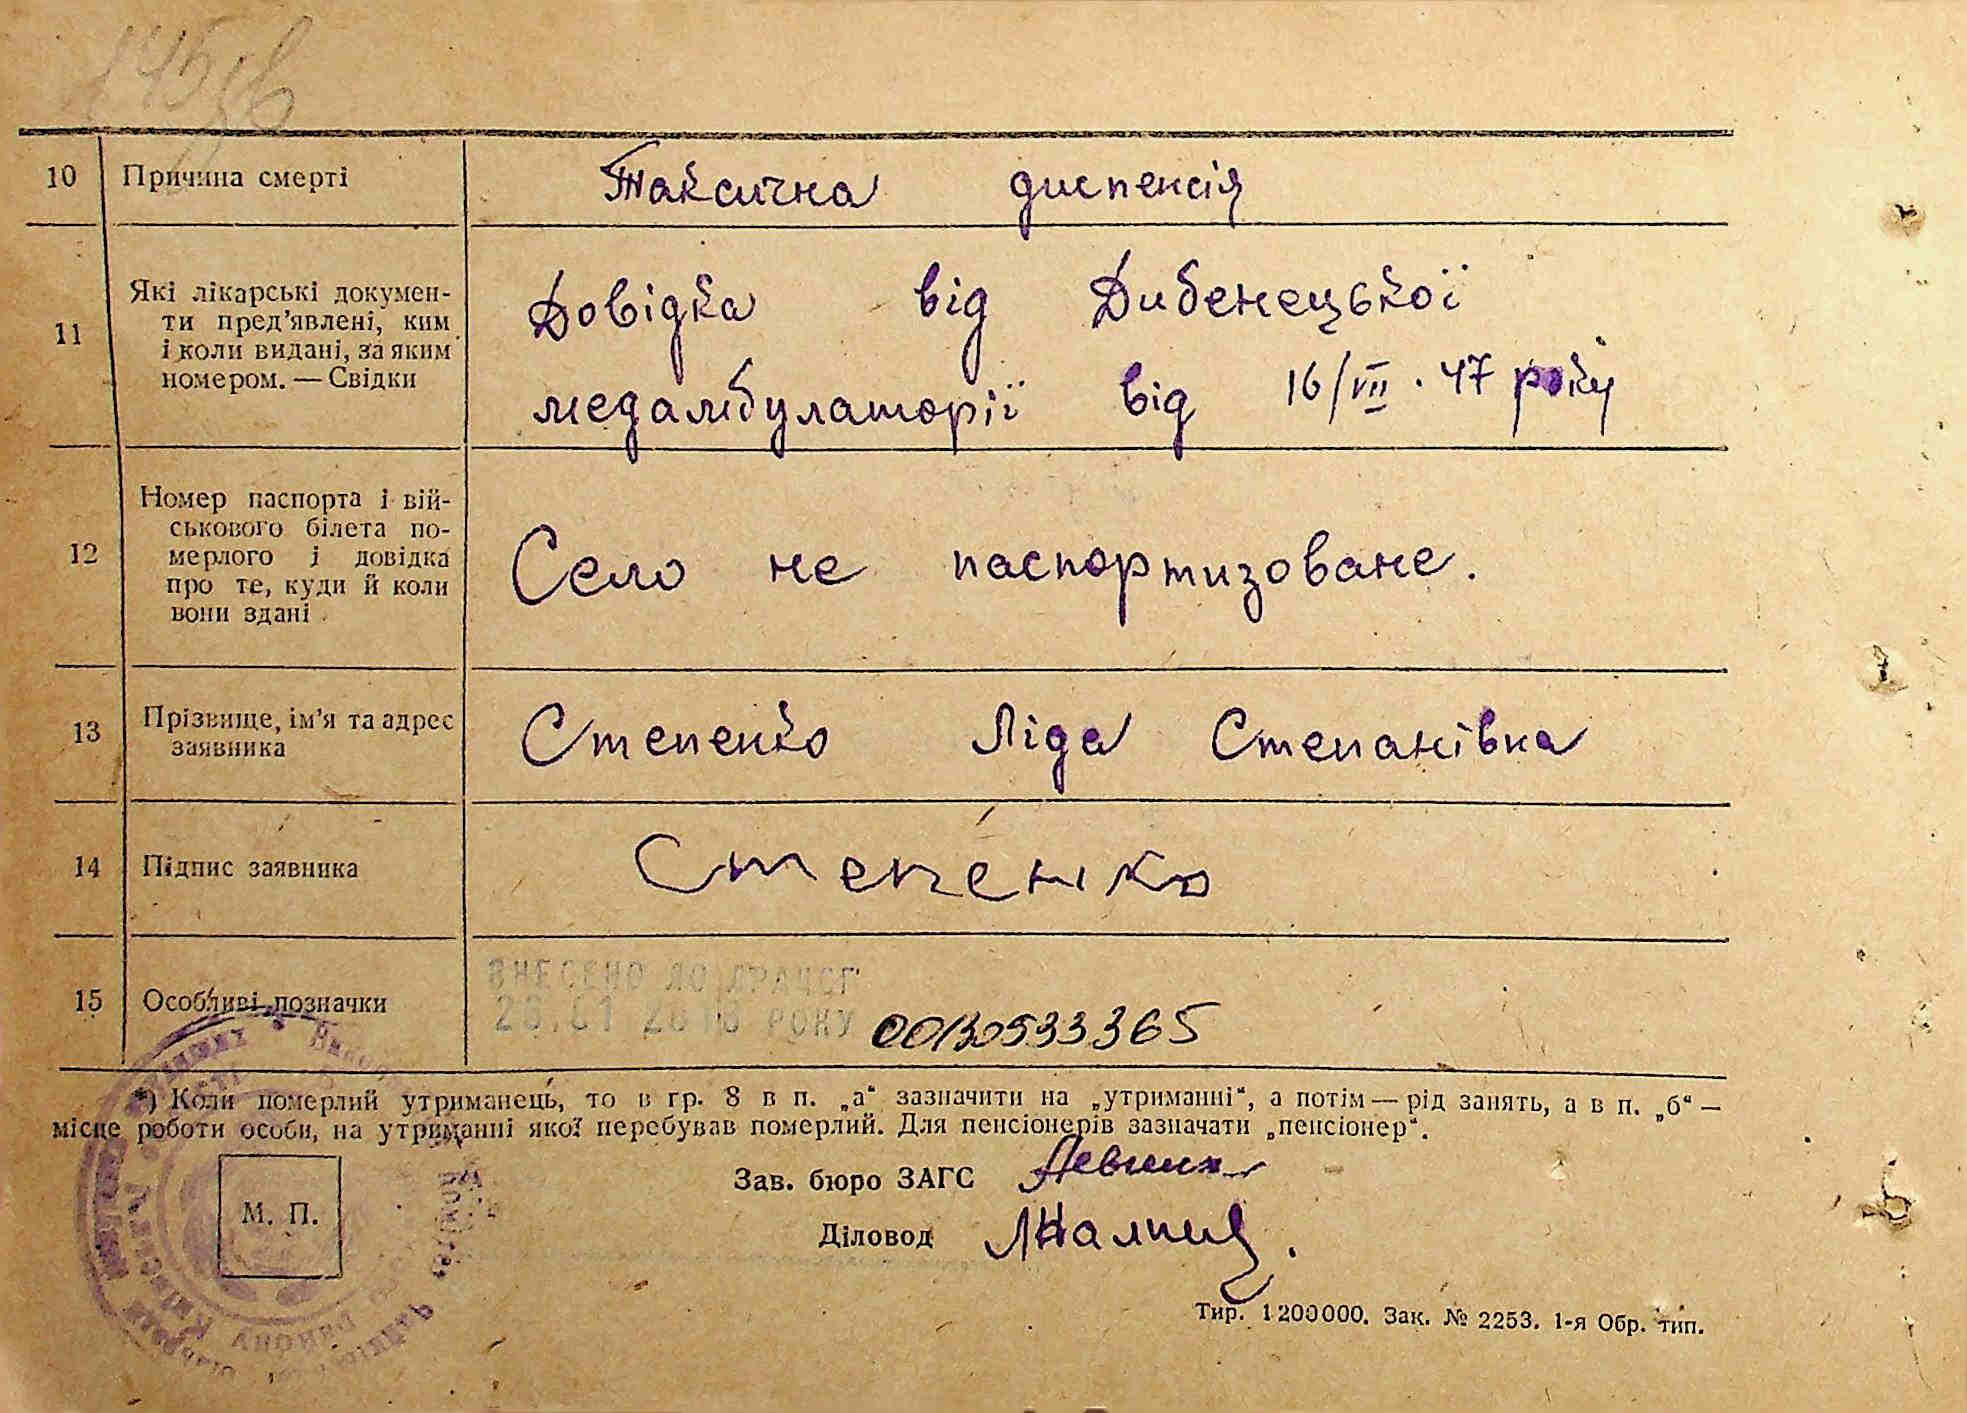 10 Причина смерті Таксична диспенсія
11 Які лікарські докумен-
ти пред'явлені, ким
і коли видані, за яким
номером. — Свідки
Довідка від Дибенецької
медамбулаторії від 16/VII. 47 року
12 Номер паспорта і вій-
ськового білета по-
мерлого і довідка
про те, куди й коли
вони здані
Село не паспортизоване.
13 Прізвище, ім'я та адрес
заявника
Степенко Ліда Степанівна
14 Підпис заявника Степенко
15 Особливі позначки
ВНЕСЕНО ДО ДРАЦСГ
РОКУ 00130533365
*) Коли померлий утриманець, то в гр. 8 в п. „а“ зазначити на „утриманні“, а потім — рід занять, а в п. „б“ —
місце роботи особи, на утриманні якої перебував померлий. Для пенсіонерів зазначати „пенсіонер“.
Зав. бюро ЗАГС
М. П.
Діловод
Тир. 1200000. Зак. № 2253. 1-я Обр. тип.